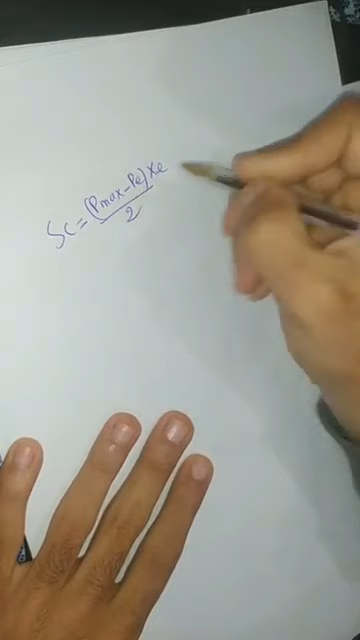 Sc = (Pmax - Pe) Xe / 2